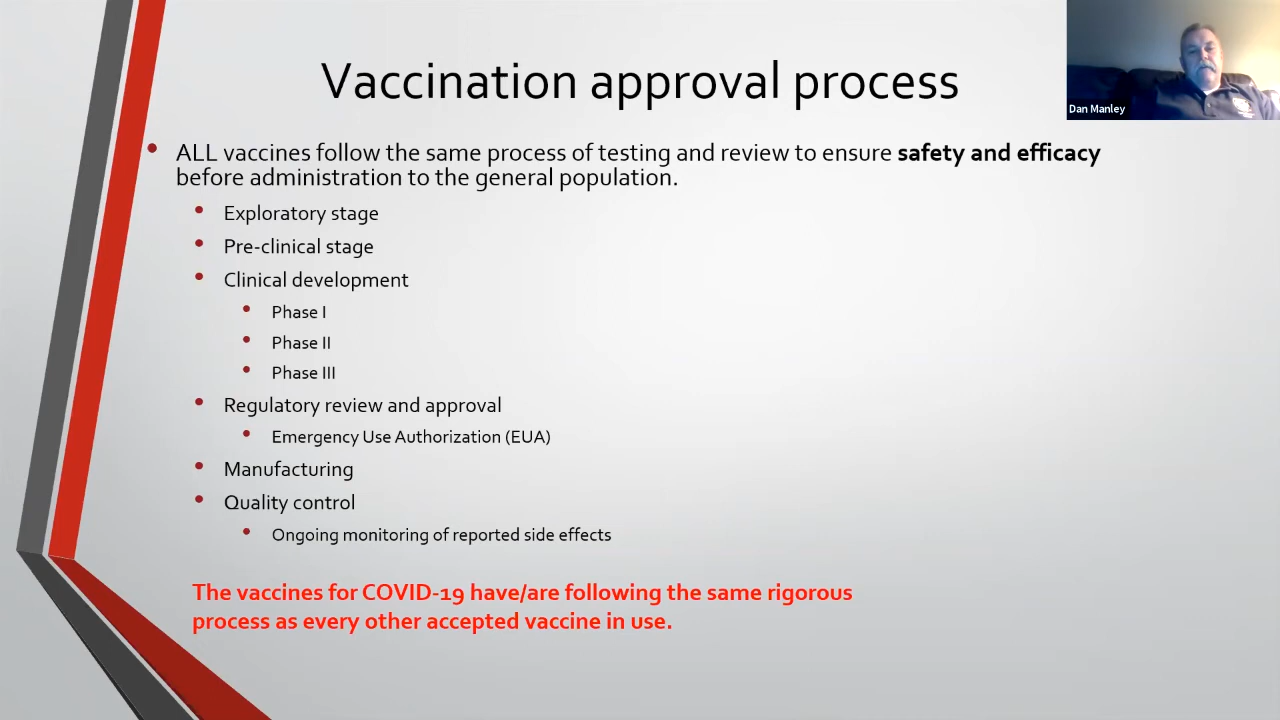 Vaccination approval process
Dan Manley
• ALL vaccines follow the same process of testing and review to ensure safety and efficacy
before administration to the general population.
• Exploratory stage
• Pre-clinical stage
• Clinical development
• Phase I
• Phase II
• Phase III
• Regulatory review and approval
• Emergency Use Authorization (EUA)
• Manufacturing
• Quality control
• Ongoing monitoring of reported side effects
The vaccines for COVID-19 have/are following the same rigorous
process as every other accepted vaccine in use.